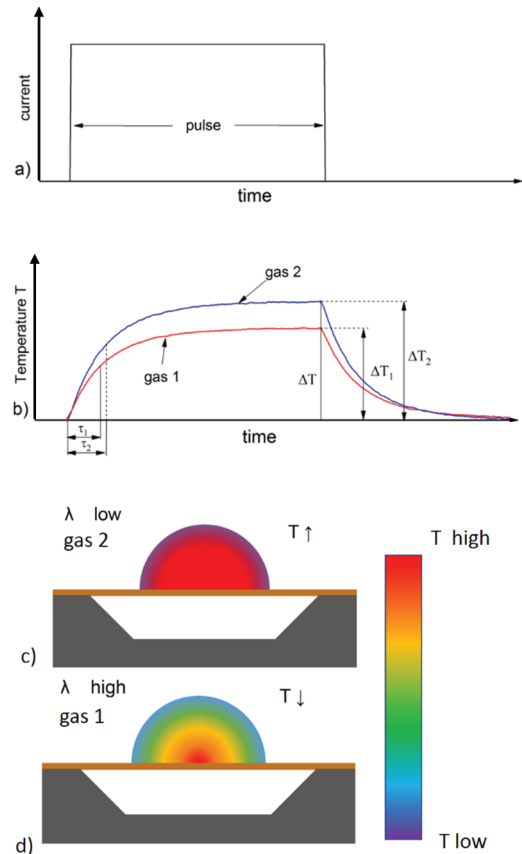 current
pulse
a)
time
Temperature T
gas 2
gas 1
ΔT
ΔT₁
ΔT₂
b)
time
τ₁
τ₂
λ low
gas 2
T ↑
T high
c)
λ high
gas 1
T ↓
d)
T low